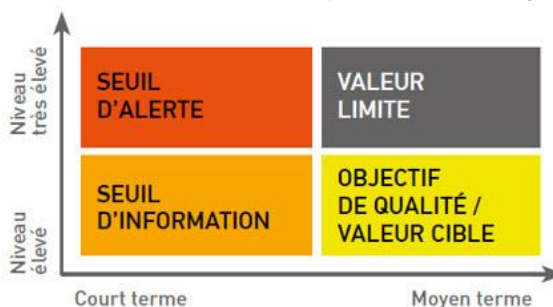 Niveau
très élevé
SEUIL
D'ALERTE
VALEUR
LIMITE
Niveau
élevé
SEUIL
D'INFORMATION
OBJECTIF
DE QUALITÉ /
VALEUR CIBLE
Court terme
Moyen terme